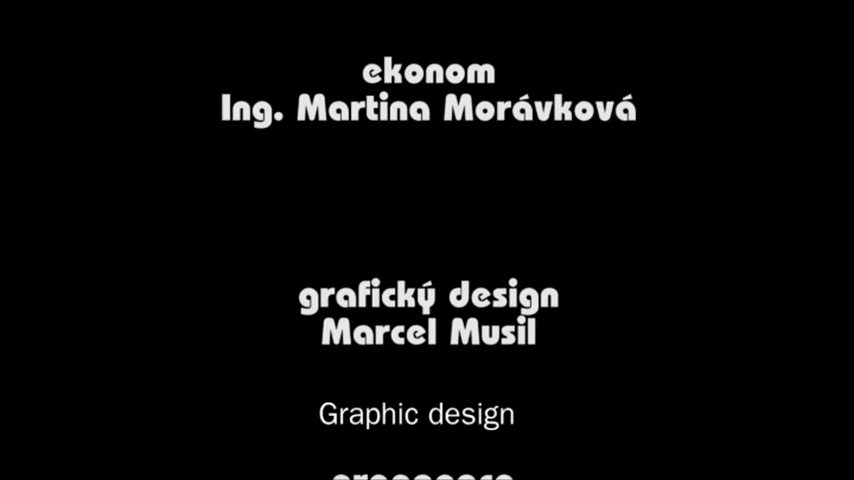 ekonom
Ing. Martina Morávková
grafický design
Marcel Musil
Graphic design